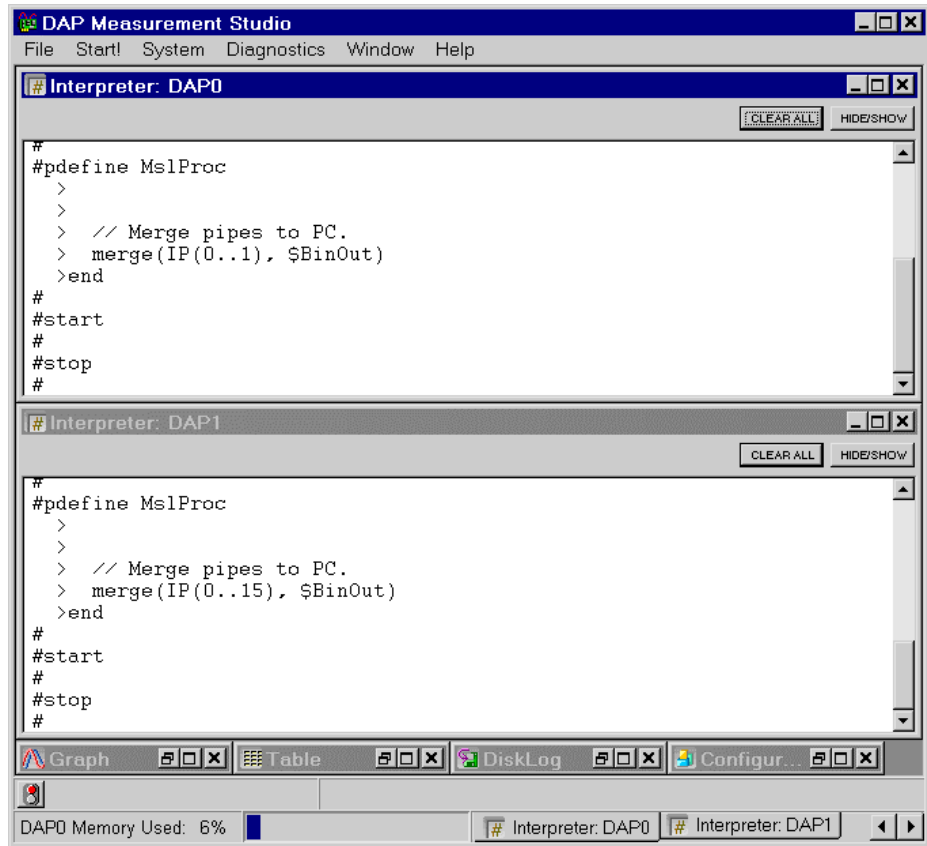 DAP Measurement Studio
File Start! System Diagnostics Window Help
Interpreter: DAP0
CLEAR ALL HIDE/SHOW
#
#pdefine MslProc
>
>
> // Merge pipes to PC.
> merge(IP(0..1), $BinOut)
>end
#
#start
#
#stop
#
Interpreter: DAP1
CLEAR ALL HIDE/SHOW
#
#pdefine MslProc
>
>
> // Merge pipes to PC.
> merge(IP(0..15), $BinOut)
>end
#
#start
#
#stop
#
Graph Table DiskLog Configur...
DAP0 Memory Used: 6% Interpreter: DAP0 Interpreter: DAP1